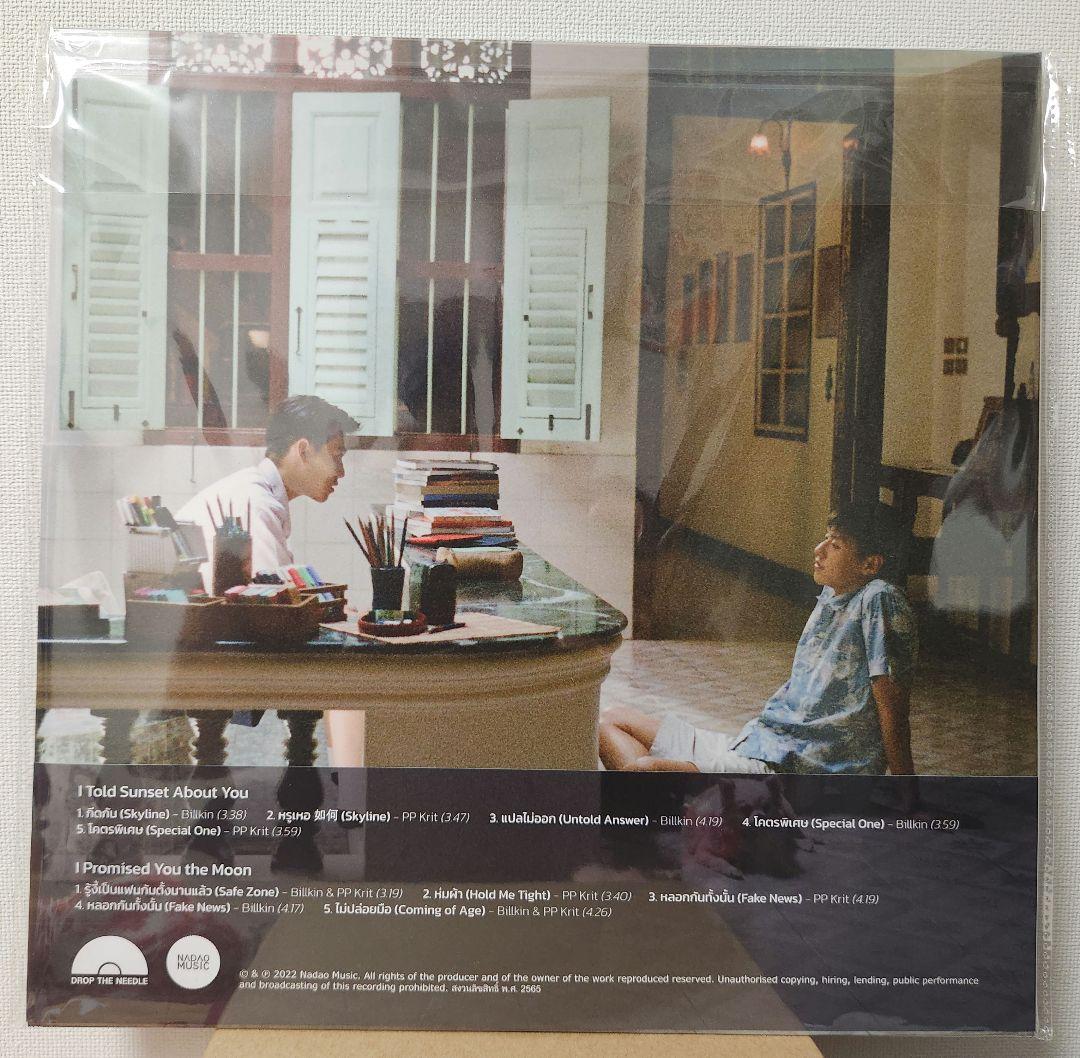 I Told Sunset About You
1. กีดกัน (Skyline) – Billkin (3.38) 2. หรูเหอ 如何 (Skyline) – PP Krit (3.47) 3. แปลไม่ออก (Untold Answer) – Billkin (4.19) 4. โคตรพิเศษ (Special One) – Billkin (3.59)
5. โคตรพิเศษ (Special One) – PP Krit (3.59)
I Promised You the Moon
1. รู้งี้เป็นแฟนกันตั้งนานแล้ว (Safe Zone) – Billkin & PP Krit (3.19) 2. ห่มผ้า (Hold Me Tight) – PP Krit (3.40) 3. หลอกกันทั้งนั้น (Fake News) – PP Krit (4.19)
4. หลอกกันทั้งนั้น (Fake News) – Billkin (4.17) 5. ไม่ปล่อยมือ (Coming of Age) – Billkin & PP Krit (4.26)
DROP THE NEEDLE
NADAO
MUSIC
© & ℗ 2022 Nadao Music. All rights of the producer and of the owner of the work reproduced reserved. Unauthorised copying, hiring, lending, public performance
and broadcasting of this recording prohibited. สงวนลิขสิทธิ์ พ.ศ. 2565